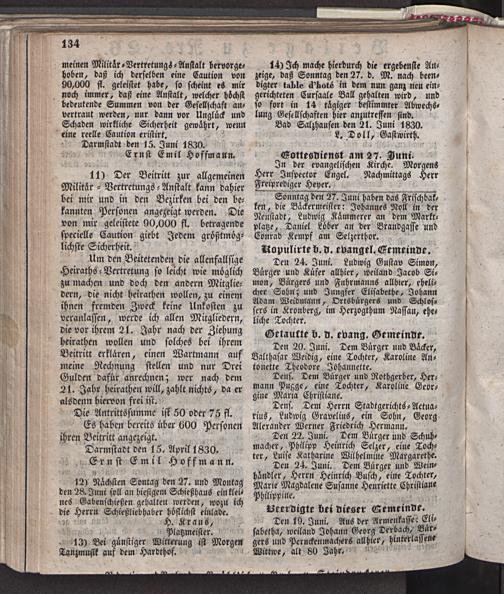 134
meinen Militär-Vertretungs-Anstalt hervorge-
hoben, daß ich derselben eine Caution von
90,000 fl. geleistet habe, so scheint es mir
noch immer, daß eine Anstalt, welcher höchst
bedeutende Summen von der Gesellschaft an-
vertraut werden, nur dann vor Unglück und
Schaden wirkliche Sicherheit gewährt, wenn
eine reelle Caution existirt.
Darmstadt den 15. Juni 1830.
Ernst Emil Hoffmann.
11) Der Beitritt zur allgemeinen
Militär-Vertretungs-Anstalt kann dahier
bei mir und in den Bezirken bei den be-
kannten Personen angezeigt werden. Die
von mir geleistete 90,000 fl. betragende
specielle Caution giebt Jedem größtmög-
lichste Sicherheit.
Um den Beitretenden die allenfallsige
Heiraths-Vertretung so leicht wie möglich
zu machen und doch den andern Mitglie-
dern, die nicht heirathen wollen, zu einem
ihnen fremden Zweck keine Unkosten zu
veranlassen, werde ich allen Mitgliedern,
die vor ihrem 21. Jahr nach der Ziehung
heirathen wollen und solches bei ihrem
Beitritt erklären, einen Wartmann auf
meine Rechnung stellen und nur Drei
Gulden dafür anrechnen; wer nach dem
21. Jahr heirathen will, zahlt nichts, da er
alsdenn hiervon frei ist.
Die Antrittssumme ist 50 oder 75 fl.
Es haben bereits über 600 Personen
ihren Beitritt angezeigt.
Darmstadt den 15. April 1830.
Ernst Emil Hoffmann.
12) Nächsten Sonntag den 27. und Montag
den 28. Juni soll an hiesigem Schießhaus ein klei-
nes Gabenschießen gehalten werden, wozu ich
die Herrn Schießliebhaber höflichst einlade.
H. Kraus,
Platzmeister.
13) Bei günstiger Witterung ist Morgen
Tanzmusik auf dem Hardthof.
14) Ich mache hierdurch die ergebenste An-
zeige, daß Sonntag den 27. d. M. nach been-
digter table d'hoté in dem nun ganz neu ein-
gerichteten Cursaale Ball gehalten wird, und
so fort in 14 tägiger bestimmter Abwechs-
lung Gesellschaften hier anzutreffen sind.
Bad Salzhausen den 21. Juni 1830.
L. Doll, Gastwirth.
Gottesdienst am 27. Juni.
In der evangelischen Kirche. Morgens
Herr Inspector Engel. Nachmittags Herr
Freiprediger Heyer.
Sonntag den 27. Juni haben das Frischbak-
ken, die Bäckermeister: Johannes Noll in der
Neustadt, Ludwig Kämmerer an dem Markt-
platz, Daniel Löber an der Brandgasse und
Conrad Kempf am Selzerthor.
Kopulirte b. d. evangel. Gemeinde.
Den 24. Juni. Ludwig Gustav Simon,
Bürger und Küfer allhier, weiland Jacob Si-
mon, Bürgers und Fuhrmanns allhier, eheli-
cher Sohn; und Jungfer Elisabethe, Johann
Adam Weidmann, Ortsbürgers und Schlos-
sers in Kronberg, im Herzogthum Nassau, ehe-
liche Tochter.
Getaufte b. d. evang. Gemeinde.
Den 20. Juni. Dem Bürger und Bäcker,
Balthasar Weidig, eine Tochter, Karoline An-
tonette Theodore Johannette.
Dens. Dem Bürger und Rothgerber, Her-
mann Pugge, eine Tochter, Karoline Geor-
gine Maria Christiane.
Dens. Dem Herrn Stadtgerichts-Actua-
rius, Ludwig Gravelius, ein Sohn, Georg
Alexander Werner Friedrich Hermann.
Den 22. Juni. Dem Bürger und Schuh-
macher, Philipp Heinrich Selzer, eine Toch-
ter, Luise Katharine Wilhelmine Margarethe.
Den 24. Juni. Dem Bürger und Wein-
händler, Herrn Heinrich Busch, eine Tochter,
Marie Magdalene Susanne Henriette Christiane
Philippine.
Beerdigte bei dieser Gemeinde.
Den 19. Juni. Aus der Armenkasse: Eli-
sabetha, weiland Johann Georg Derbach, Bür-
gers und Perückenmachers allhier, hinterlassene
Wittwe, alt 80 Jahr.